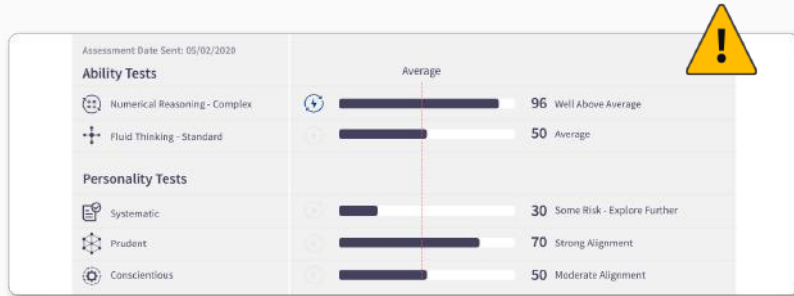 Assessment Date Sent: 05/02/2020
Ability Tests Average
Numerical Reasoning - Complex 96 Well Above Average
Fluid Thinking - Standard 50 Average
Personality Tests
Systematic 30 Some Risk - Explore Further
Prudent 70 Strong Alignment
Conscientious 50 Moderate Alignment